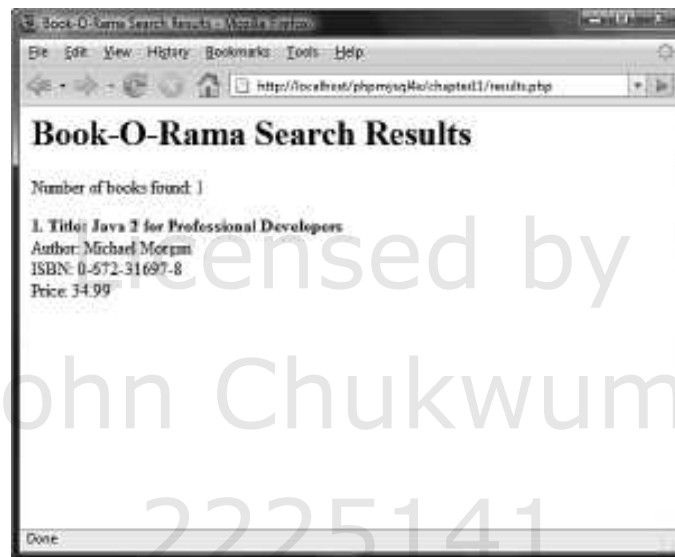 Book-O-Rama Search Results - Mozilla Firefox
File Edit View History Bookmarks Tools Help
http://localhost/phpmysql4e/chapter11/results.php
Book-O-Rama Search Results
Number of books found: 1
1. Title: Java 2 for Professional Developers
Author: Michael Morgan
ISBN: 0-672-31697-8
Price: 34.99
Licensed by
ohn Chukwum
2225141
Done